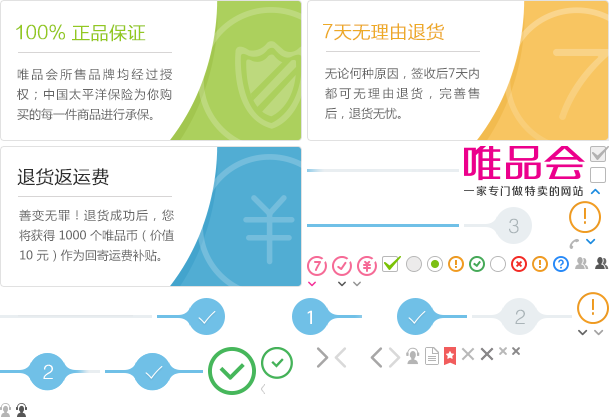 100% 正品保证
唯品会所售品牌均经过授
权；中国太平洋保险为你购
买的每一件商品进行承保。
7
7天无理由退货
无论何种原因，签收后7天内
都可无理由退货，完善售
后，退货无忧。
退货返运费
善变无罪！退货成功后，您
将获得 1000 个唯品币（价值
10 元）作为回寄运费补贴。
¥
唯品会
一家专门做特卖的网站
3
7
¥
?
1
2
2